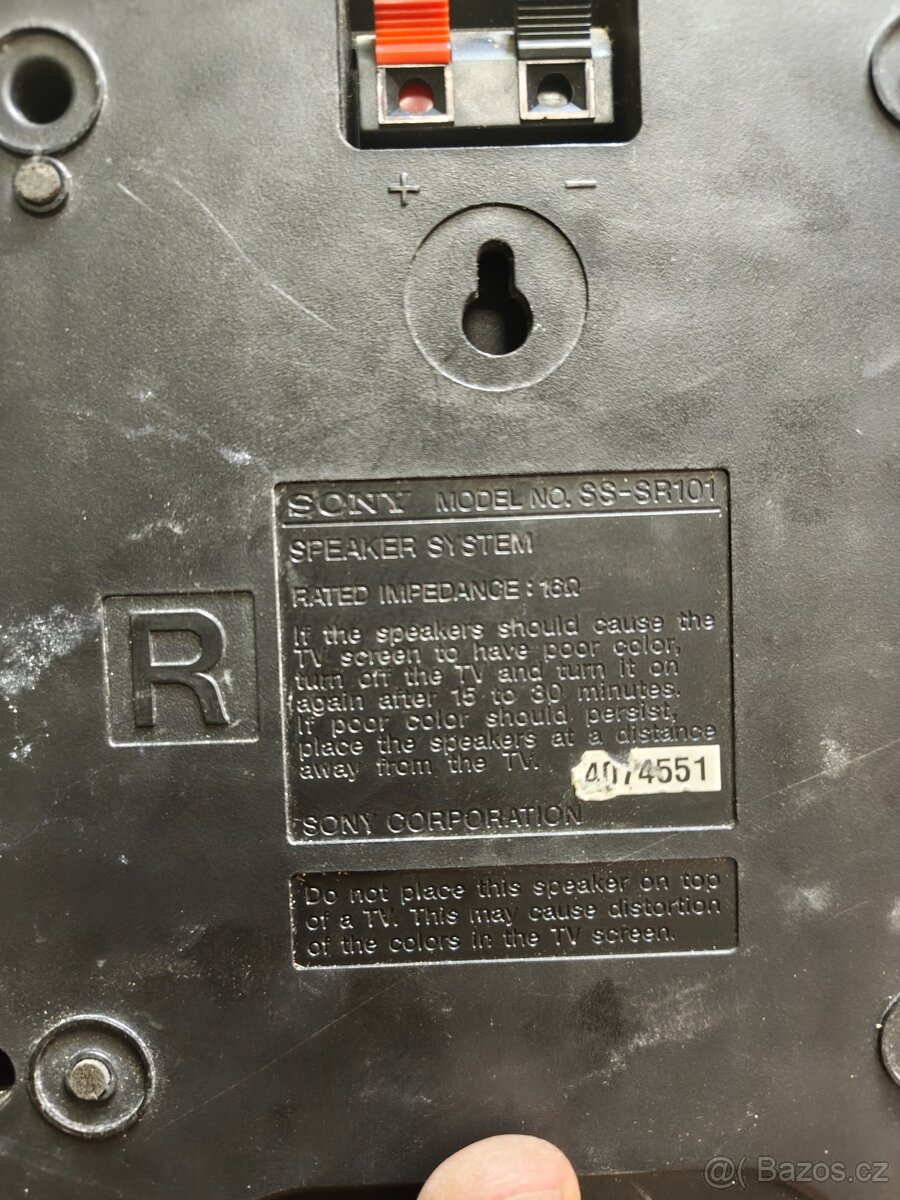 + −
SONY MODEL NO. SS-SR101
SPEAKER SYSTEM
RATED IMPEDANCE : 16Ω
If the speakers should cause the
TV screen to have poor color,
turn off the TV and turn it on
again after 15 to 30 minutes.
If poor color should persist,
place the speakers at a distance
away from the TV.
4074551
SONY CORPORATION
R
Do not place this speaker on top
of a TV. This may cause distortion
of the colors in the TV screen.
@( Bazos.cz